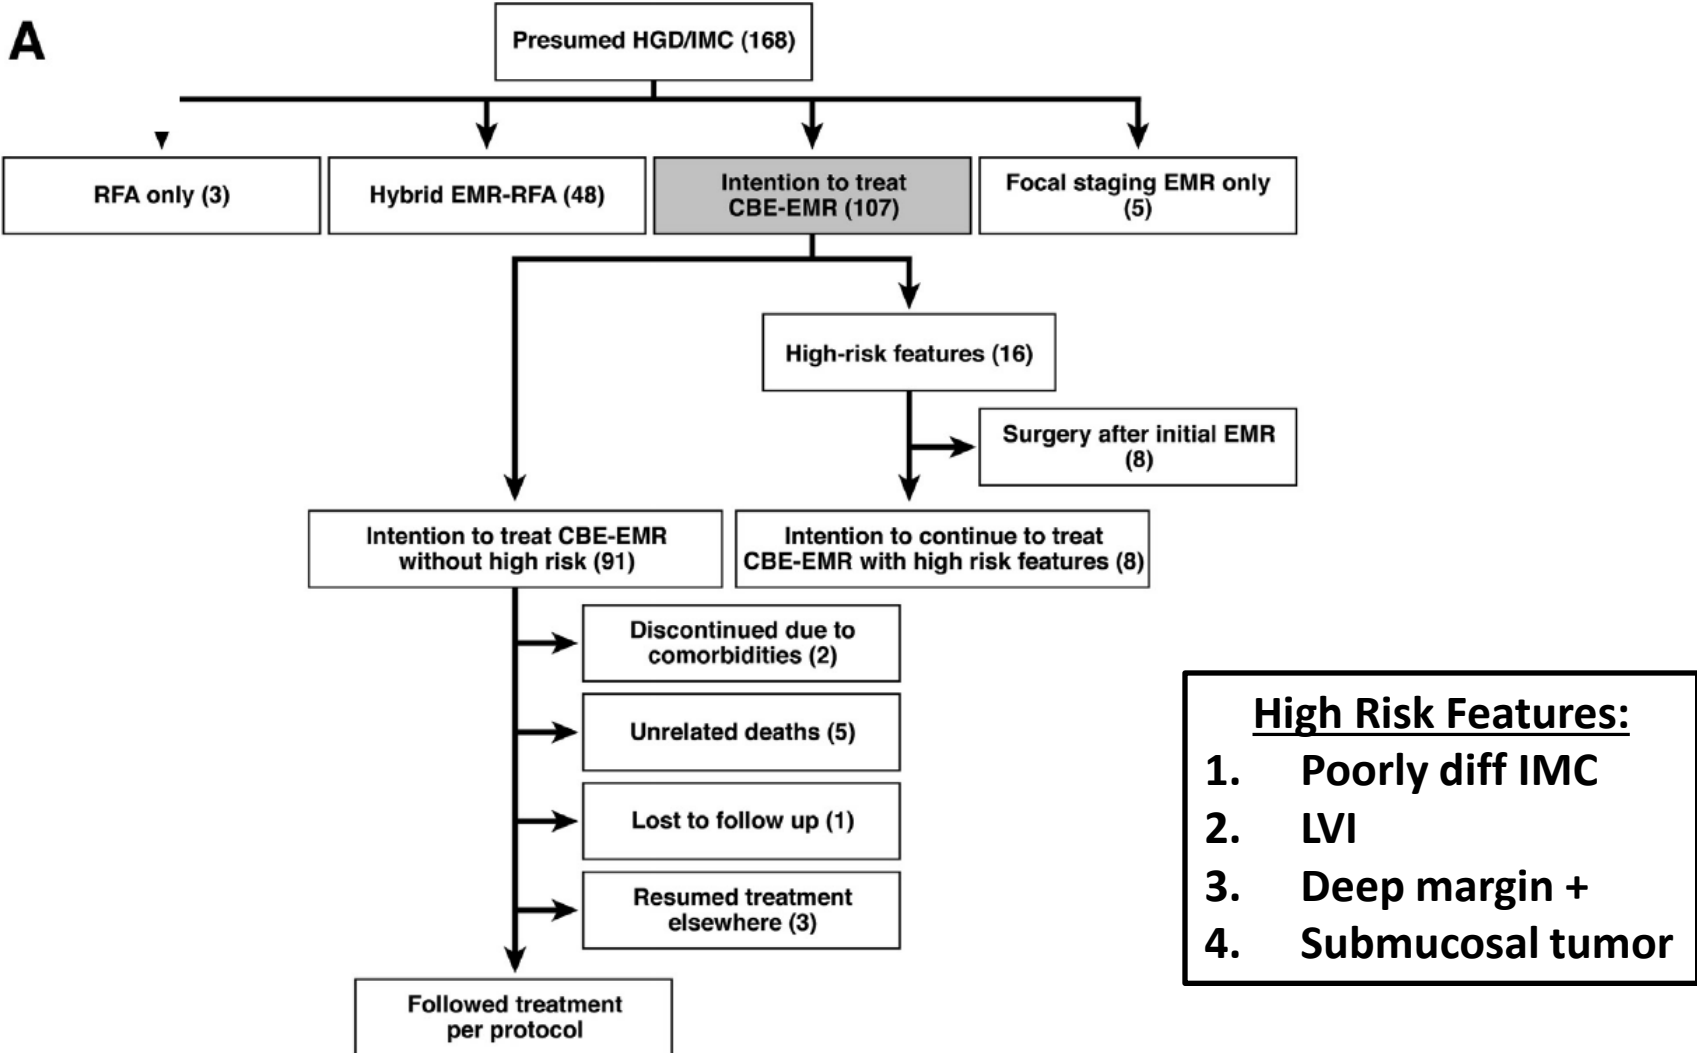 A
Presumed HGD/IMC (168)
RFA only (3)
Hybrid EMR-RFA (48)
Intention to treat
CBE-EMR (107)
Focal staging EMR only
(5)
High-risk features (16)
Surgery after initial EMR
(8)
Intention to treat CBE-EMR
without high risk (91)
Intention to continue to treat
CBE-EMR with high risk features (8)
Discontinued due to
comorbidities (2)
Unrelated deaths (5)
Lost to follow up (1)
Resumed treatment
elsewhere (3)
Followed treatment
per protocol
High Risk Features:
1. Poorly diff IMC
2. LVI
3. Deep margin +
4. Submucosal tumor